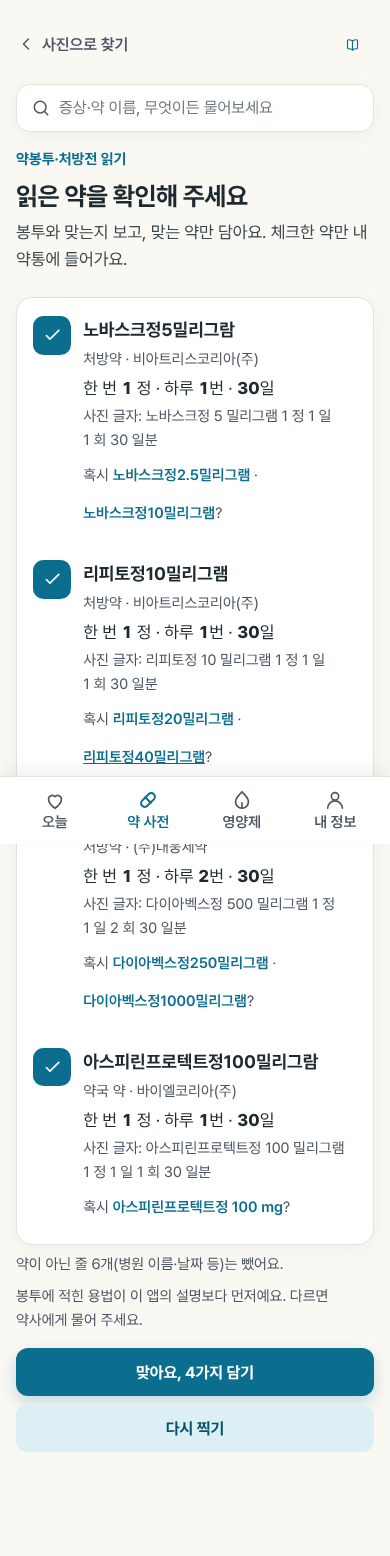 사진으로 찾기
증상·약 이름, 무엇이든 물어보세요
약봉투·처방전 읽기
읽은 약을 확인해 주세요
봉투와 맞는지 보고, 맞는 약만 담아요. 체크한 약만 내
약통에 들어가요.
노바스크정5밀리그람
처방약 · 비아트리스코리아(주)
한 번 1 정 · 하루 1번 · 30일
사진 글자: 노바스크정 5 밀리그램 1 정 1 일
1 회 30 일분
혹시 노바스크정2.5밀리그램 ·
노바스크정10밀리그램?
리피토정10밀리그램
처방약 · 비아트리스코리아(주)
한 번 1 정 · 하루 1번 · 30일
사진 글자: 리피토정 10 밀리그램 1 정 1 일
1 회 30 일분
혹시 리피토정20밀리그램 ·
리피토정40밀리그램?
오늘
약 사전
영양제
내 정보
처방약 · (주)대웅제약
한 번 1 정 · 하루 2번 · 30일
사진 글자: 다이아벡스정 500 밀리그램 1 정
1 일 2 회 30 일분
혹시 다이아벡스정250밀리그램 ·
다이아벡스정1000밀리그램?
아스피린프로텍트정100밀리그람
약국 약 · 바이엘코리아(주)
한 번 1 정 · 하루 1번 · 30일
사진 글자: 아스피린프로텍트정 100 밀리그램
1 정 1 일 1 회 30 일분
혹시 아스피린프로텍트정 100 mg?
약이 아닌 줄 6개(병원 이름·날짜 등)는 뺐어요.
봉투에 적힌 용법이 이 앱의 설명보다 먼저예요. 다르면
약사에게 물어 주세요.
맞아요, 4가지 담기
다시 찍기